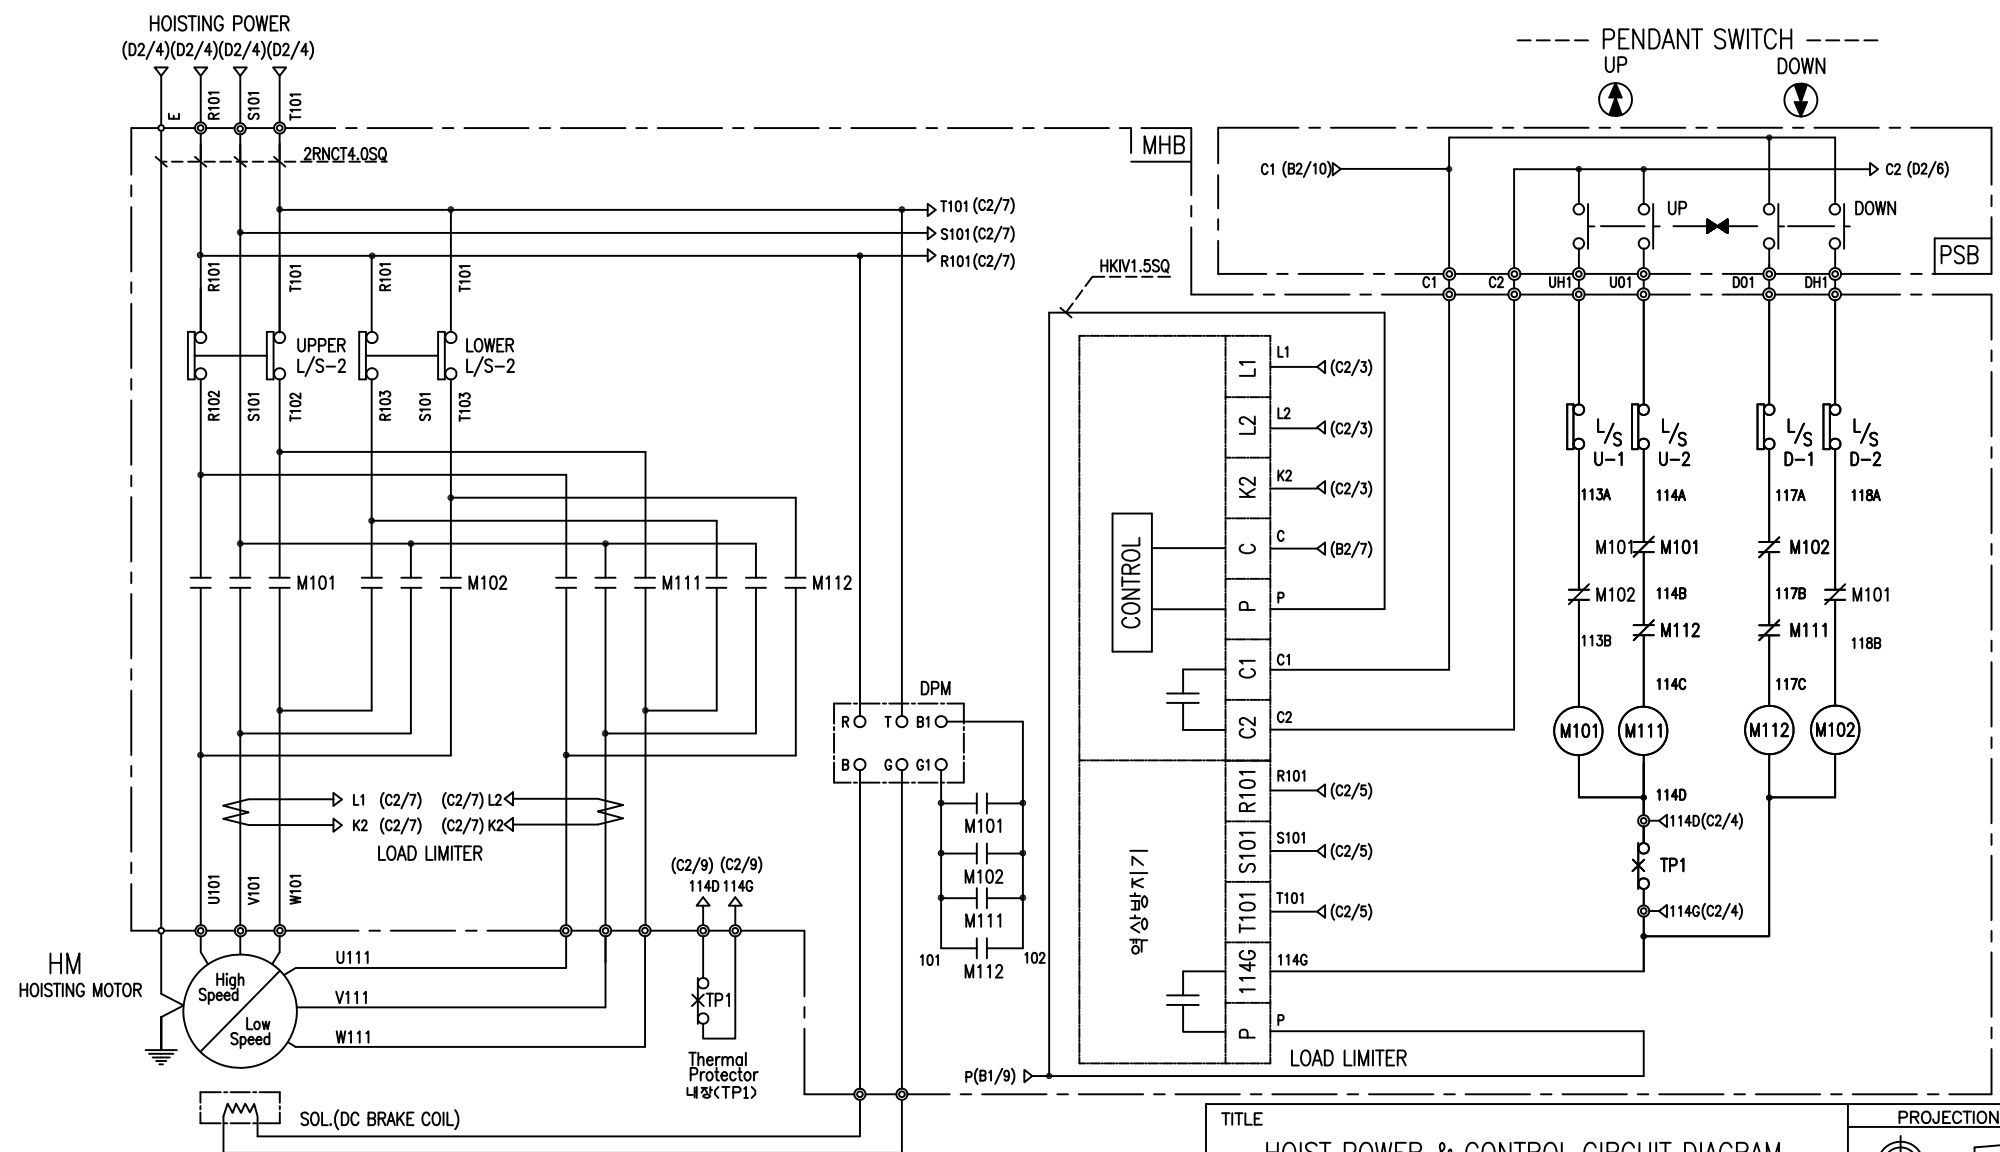 HOISTING POWER
(D2/4)(D2/4)(D2/4)(D2/4)
E
R101
S101
T101
2RNCT4.0SQ
MHB
T101 (C2/7)
S101 (C2/7)
R101 (C2/7)
R101
T101
R101
T101
UPPER
L/S-2
LOWER
L/S-2
R102
S101
T102
R103
S101
T103
M101
M102
M111
M112
DPM
R
T
B1
B
G
G1
M101
M102
M111
M112
101
102
L1 (C2/7)
(C2/7) L2
K2 (C2/7)
(C2/7) K2
LOAD LIMITER
U101
V101
W101
(C2/9) (C2/9)
114D 114G
HM
HOISTING MOTOR
High
Speed
Low
Speed
U111
V111
W111
TP1
Thermal
Protector
내장(TP1)
SOL.(DC BRAKE COIL)
---- PENDANT SWITCH ----
UP
DOWN
C1 (B2/10)
C2 (D2/6)
UP
DOWN
PSB
HKIV1.5SQ
C1
C2
UH1
U01
D01
DH1
CONTROL
L1
L1
(C2/3)
L2
L2
(C2/3)
K2
K2
(C2/3)
C
C
(B2/7)
P
P
C1
C1
C2
C2
R101
R101
(C2/5)
S101
S101
(C2/5)
T101
T101
(C2/5)
114G
114G
P
P
역상방지기
LOAD LIMITER
P(B1/9)
L/S
U-1
L/S
U-2
L/S
D-1
L/S
D-2
113A
114A
117A
118A
M101
M101
M102
M102
114B
117B
M101
113B
M112
M111
118B
114C
117C
M101
M111
M112
M102
114D
114D(C2/4)
TP1
114G(C2/4)
TITLE
HOIST POWER & CONTROL CIRCUIT DIAGRAM
PROJECTION